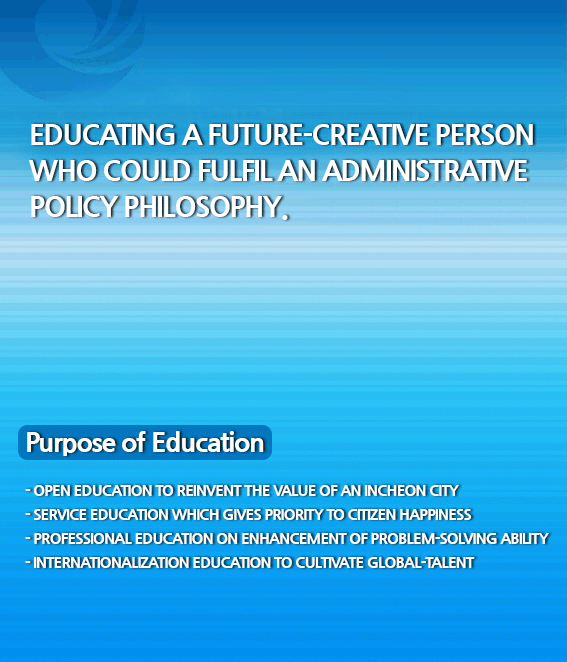 EDUCATING A FUTURE-CREATIVE PERSON
WHO COULD FULFIL AN ADMINISTRATIVE
POLICY PHILOSOPHY.
Purpose of Education
- OPEN EDUCATION TO REINVENT THE VALUE OF AN INCHEON CITY
- SERVICE EDUCATION WHICH GIVES PRIORITY TO CITIZEN HAPPINESS
- PROFESSIONAL EDUCATION ON ENHANCEMENT OF PROBLEM-SOLVING ABILITY
- INTERNATIONALIZATION EDUCATION TO CULTIVATE GLOBAL-TALENT